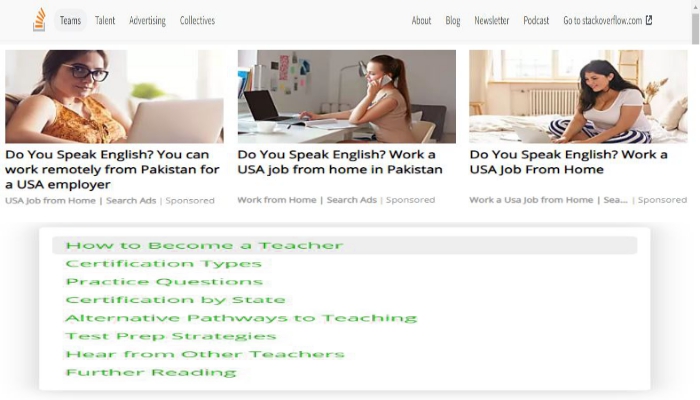 Teams Talent Advertising Collectives About Blog Newsletter Podcast Go to stackoverflow.com
Do You Speak English? You can
work remotely from Pakistan for
a USA employer
USA Job from Home | Search Ads | Sponsored
Do You Speak English? Work a
USA job from home in Pakistan
Work from Home | Search Ads | Sponsored
Do You Speak English? Work a
USA Job From Home
Work a Usa Job from Home | Sea... | Sponsored
How to Become a Teacher
Certification Types
Practice Questions
Certification by State
Alternative Pathways to Teaching
Test Prep Strategies
Hear from Other Teachers
Further Reading